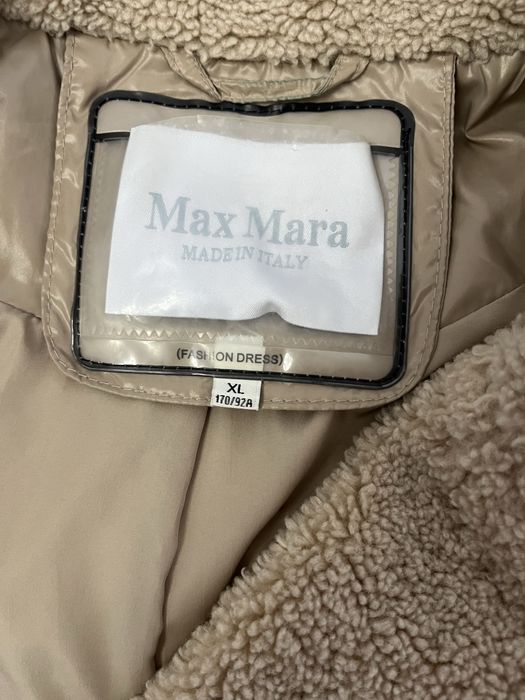 Max Mara
MADE IN ITALY
(FASHION DRESS)
XL
170/92A